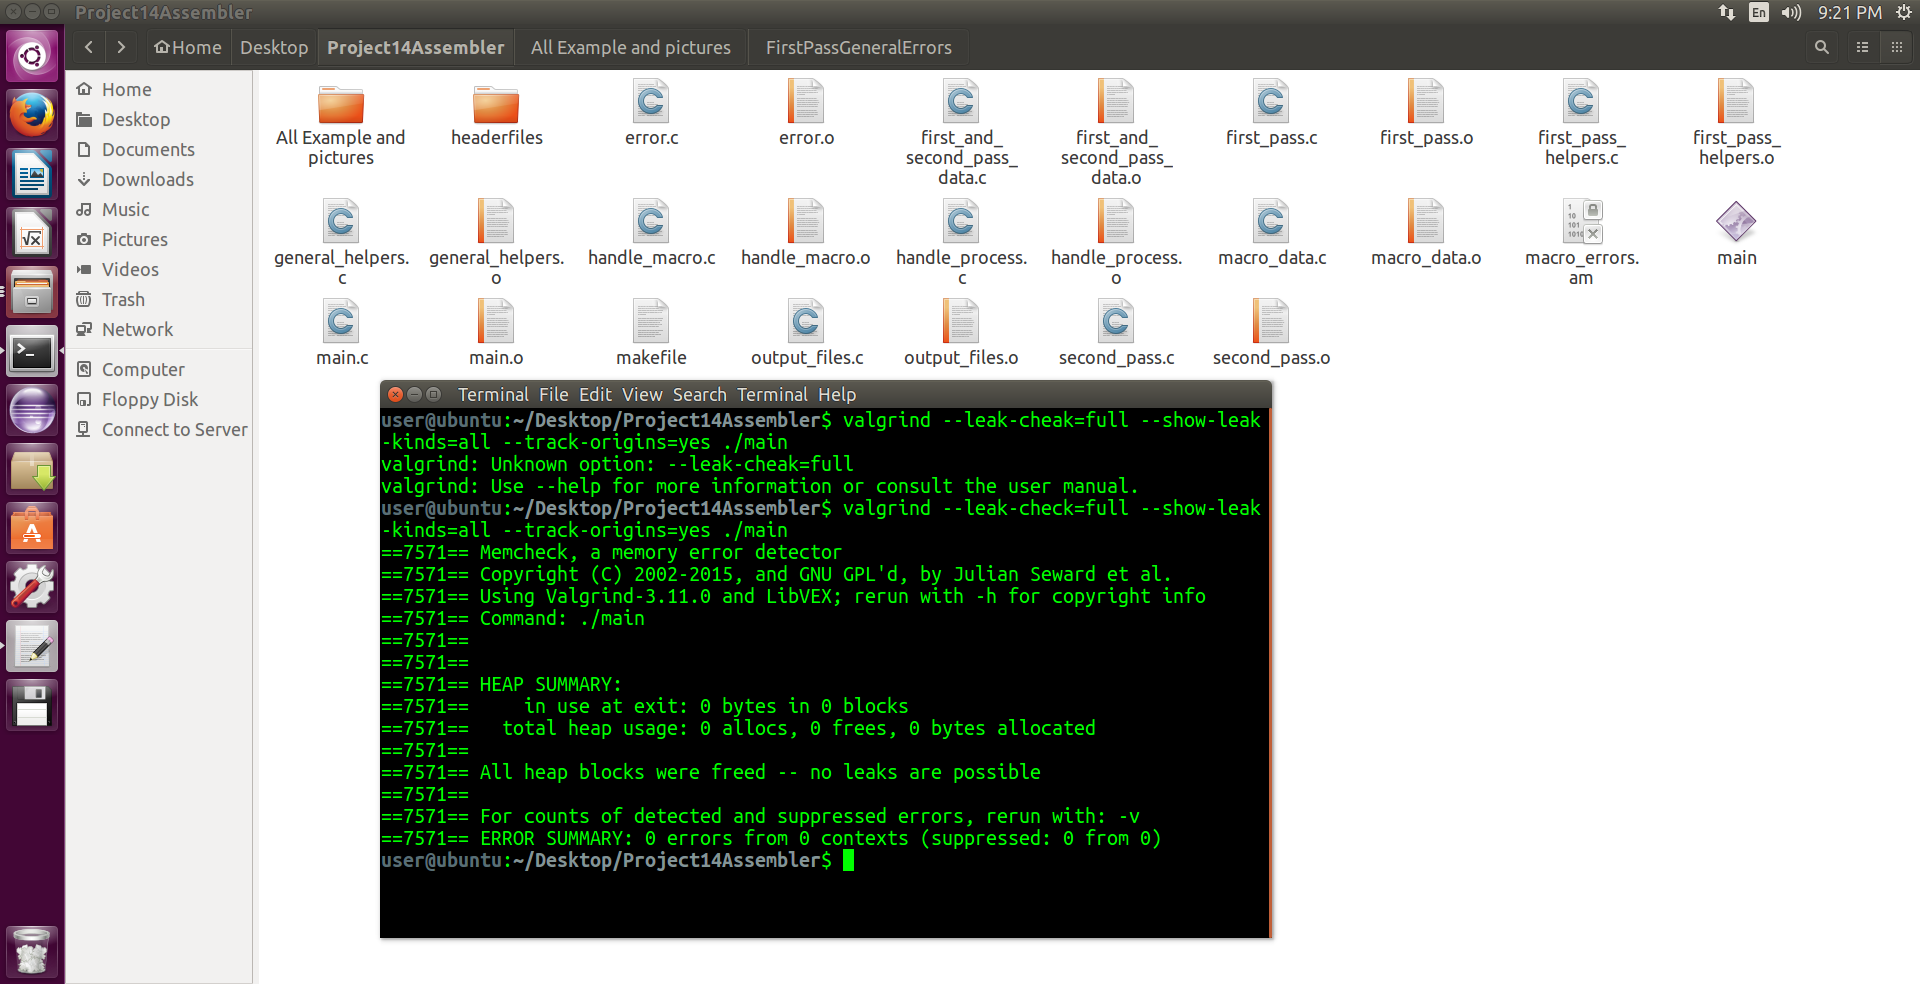 Project14Assembler
En
9:21 PM
Home
Desktop
Project14Assembler
All Example and pictures
FirstPassGeneralErrors
Home
Desktop
Documents
Downloads
Music
Pictures
Videos
Trash
Network
Computer
Floppy Disk
Connect to Server
All Example and
pictures
headerfiles
error.c
error.o
first_and_
second_pass_
data.c
first_and_
second_pass_
data.o
first_pass.c
first_pass.o
first_pass_
helpers.c
first_pass_
helpers.o
general_helpers.
c
general_helpers.
o
handle_macro.c
handle_macro.o
handle_process.
c
handle_process.
o
macro_data.c
macro_data.o
macro_errors.
am
main
main.c
main.o
makefile
output_files.c
output_files.o
second_pass.c
second_pass.o
Terminal File Edit View Search Terminal Help
user@ubuntu:~/Desktop/Project14Assembler$ valgrind --leak-cheak=full --show-leak
-kinds=all --track-origins=yes ./main
valgrind: Unknown option: --leak-cheak=full
valgrind: Use --help for more information or consult the user manual.
user@ubuntu:~/Desktop/Project14Assembler$ valgrind --leak-check=full --show-leak
-kinds=all --track-origins=yes ./main
==7571== Memcheck, a memory error detector
==7571== Copyright (C) 2002-2015, and GNU GPL'd, by Julian Seward et al.
==7571== Using Valgrind-3.11.0 and LibVEX; rerun with -h for copyright info
==7571== Command: ./main
==7571==
==7571==
==7571== HEAP SUMMARY:
==7571==     in use at exit: 0 bytes in 0 blocks
==7571==   total heap usage: 0 allocs, 0 frees, 0 bytes allocated
==7571==
==7571== All heap blocks were freed -- no leaks are possible
==7571==
==7571== For counts of detected and suppressed errors, rerun with: -v
==7571== ERROR SUMMARY: 0 errors from 0 contexts (suppressed: 0 from 0)
user@ubuntu:~/Desktop/Project14Assembler$